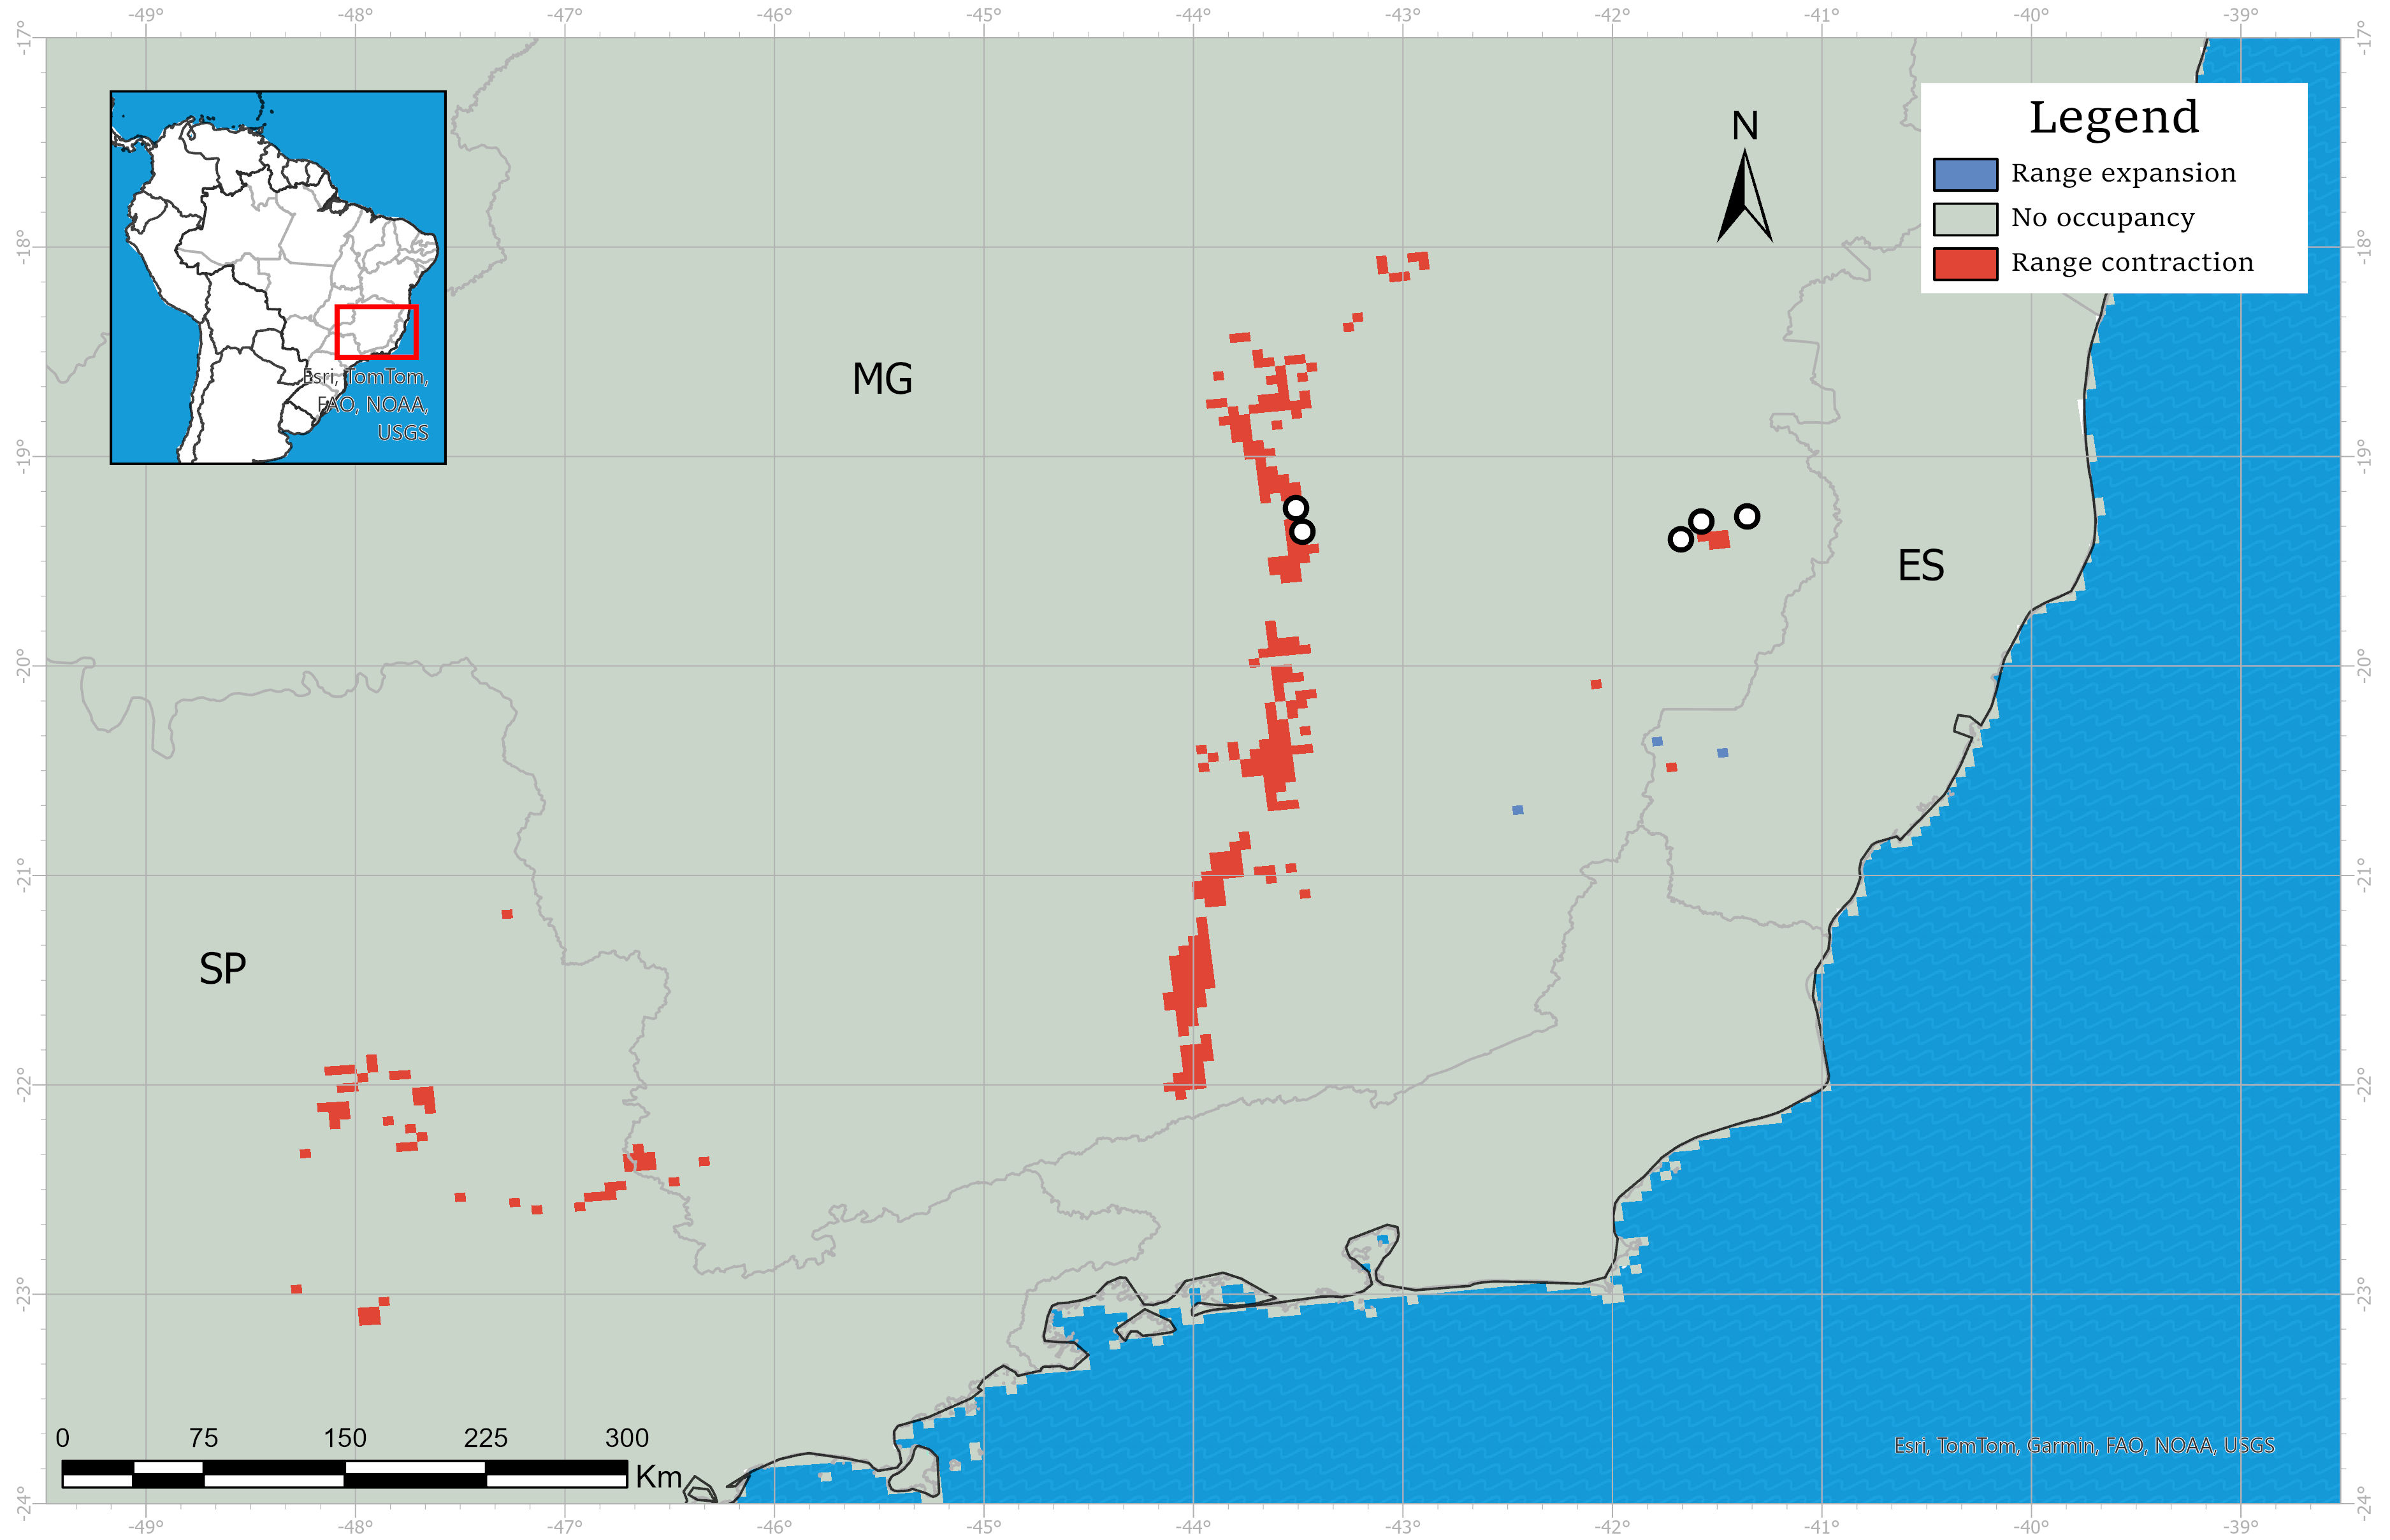 -49° -48° -47° -46° -45° -44° -43° -42° -41° -40° -39°
-17° -17°
N
Legend
Range expansion
No occupancy
Range contraction
-18° -18°
Esri, TomTom,
FAO, NOAA,
USGS
MG
-19° -19°
ES
-20° -20°
-21° -21°
SP
-22° -22°
-23° -23°
0 75 150 225 300
Km
Esri, TomTom, Garmin, FAO, NOAA, USGS
-24° -24°
-49° -48° -47° -46° -45° -44° -43° -42° -41° -40° -39°